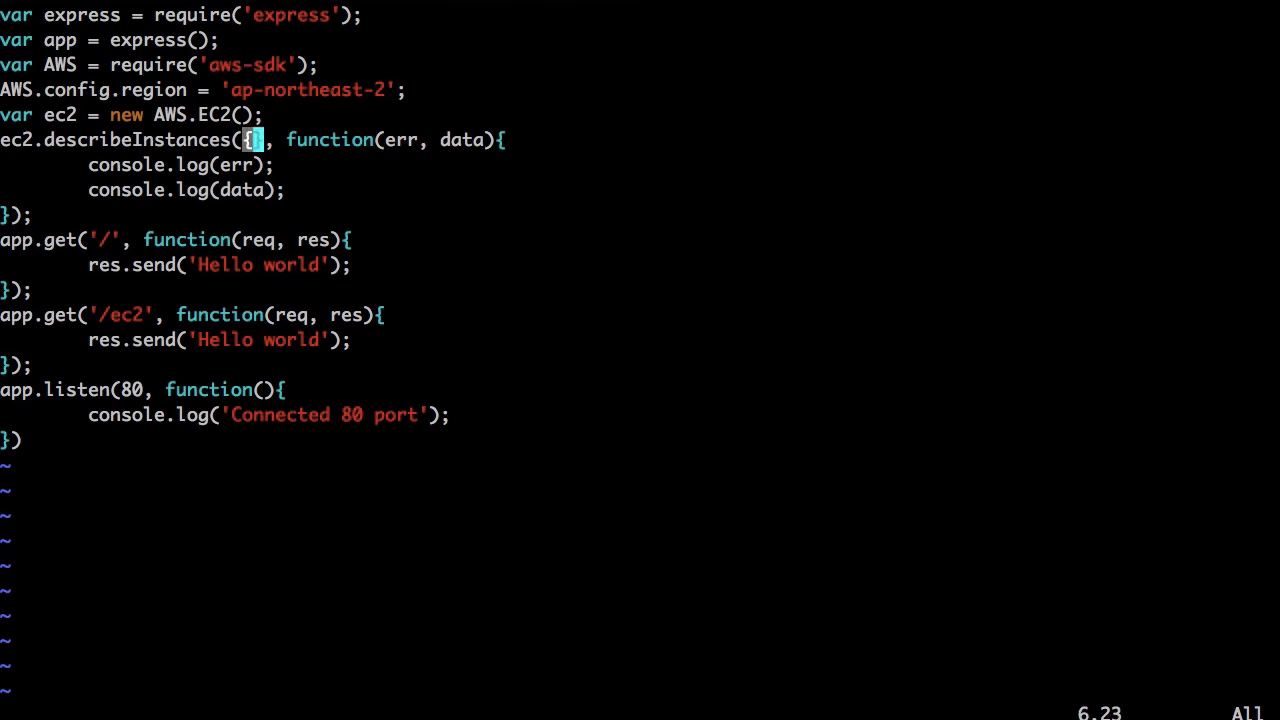 var express = require('express');
var app = express();
var AWS = require('aws-sdk');
AWS.config.region = 'ap-northeast-2';
var ec2 = new AWS.EC2();
ec2.describeInstances({}, function(err, data){
        console.log(err);
        console.log(data);
});
app.get('/', function(req, res){
        res.send('Hello world');
});
app.get('/ec2', function(req, res){
        res.send('Hello world');
});
app.listen(80, function(){
        console.log('Connected 80 port');
})
~
~
~
~
~
~
~
~
~
~
6,23 All